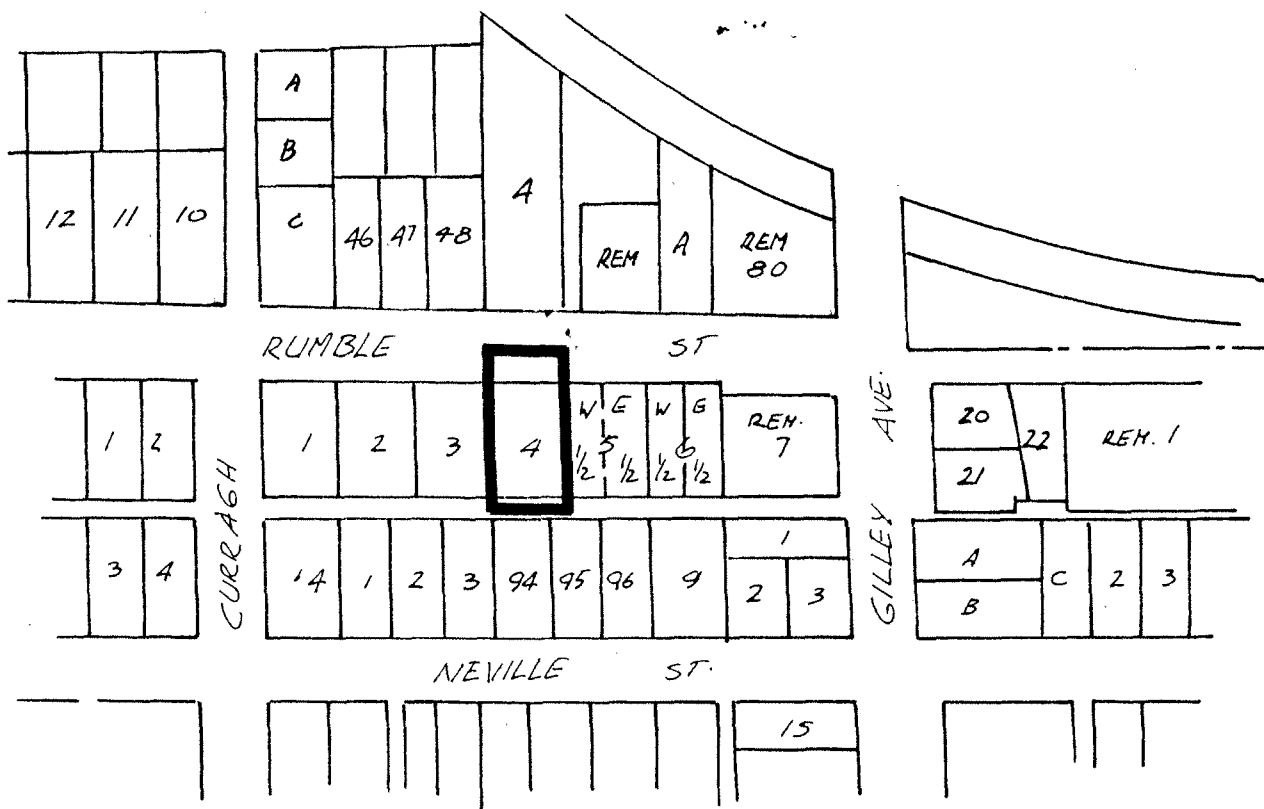 A
B
C
12 11 10
46 47 48
A
REM
A
REM
80
RUMBLE ST
1 2
CURRAGH
1 2 3 4
W E
5
1/2 1/2
W E
6
1/2 1/2
REM.
7
GILLEY AVE.
20
21
22
REM. 1
3 4
14 1 2 3 94 95 96 9
1
2 3
A
B
C 2 3
NEVILLE ST.
15